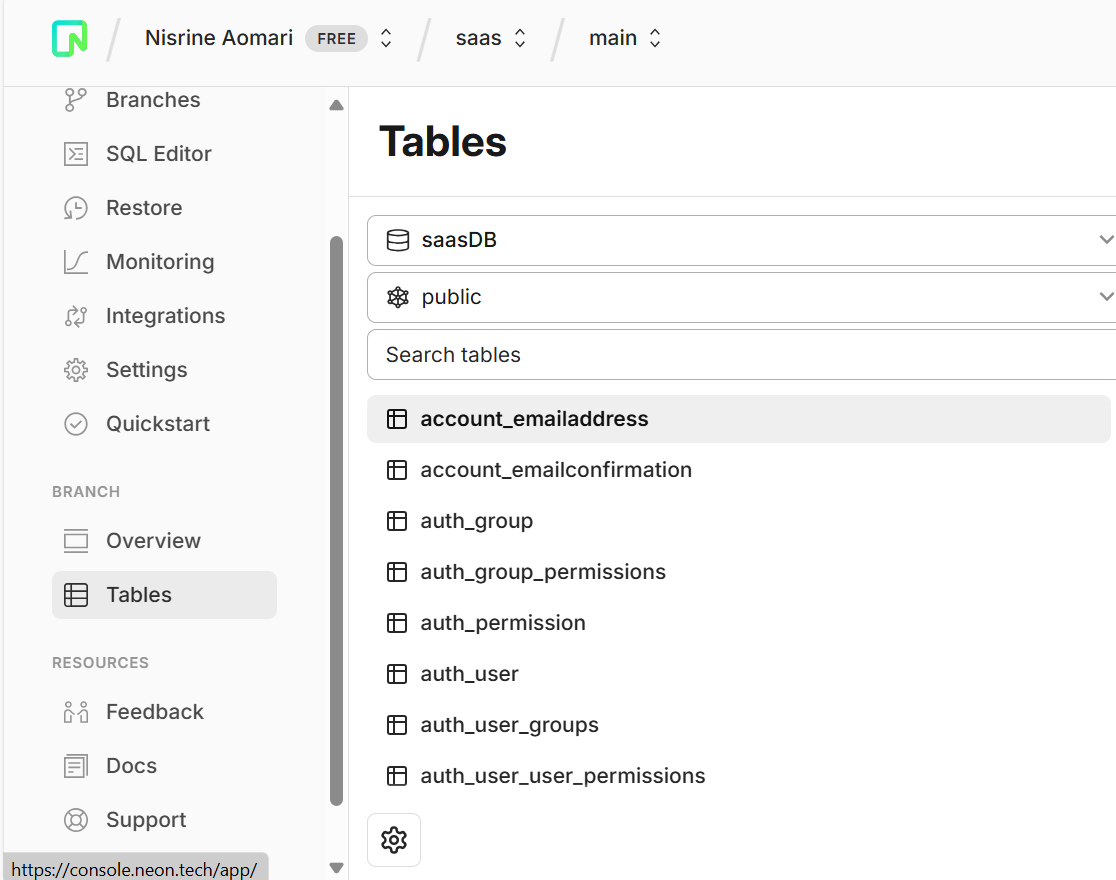 Nisrine Aomari FREE saas main
Branches
SQL Editor
Restore
Monitoring
Integrations
Settings
Quickstart
BRANCH
Overview
Tables
RESOURCES
Feedback
Docs
Support
https://console.neon.tech/app/
Tables
saasDB
public
Search tables
account_emailaddress
account_emailconfirmation
auth_group
auth_group_permissions
auth_permission
auth_user
auth_user_groups
auth_user_user_permissions